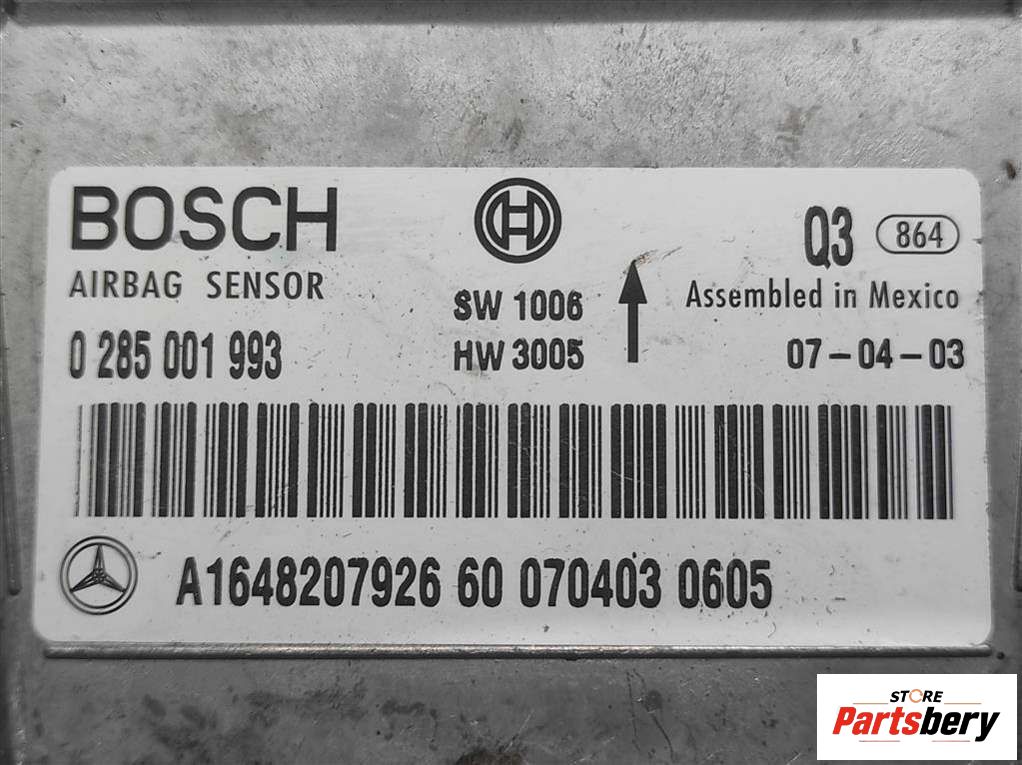 BOSCH
AIRBAG SENSOR
0 285 001 993
SW 1006
HW 3005
Q3 864
Assembled in Mexico
07-04-03
A1648207926 60 070403 0605
STORE
Partsbery